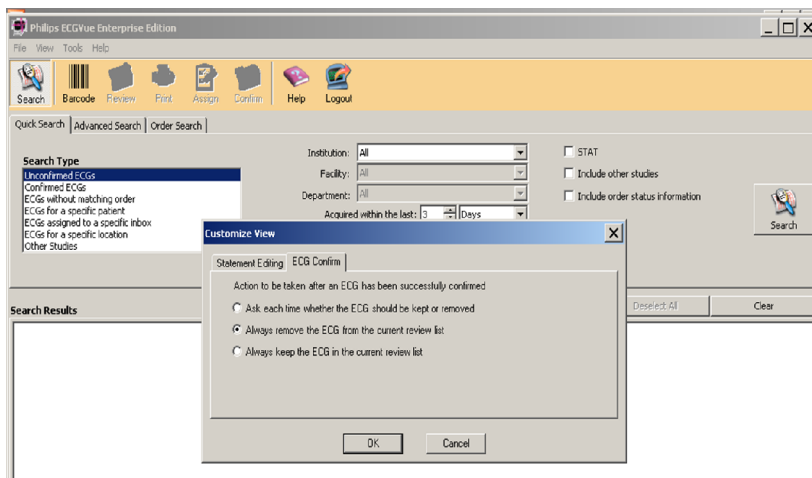 Philips ECGVue Enterprise Edition
File View Tools Help
Search Barcode Review Print Assign Confirm Help Logout
Quick Search Advanced Search Order Search
Search Type
Unconfirmed ECGs
Confirmed ECGs
ECGs without matching order
ECGs for a specific patient
ECGs assigned to a specific inbox
ECGs for a specific location
Other Studies
Institution: All
Facility: All
Department: All
Acquired within the last: 3 Days
STAT
Include other studies
Include order status information
Search
Customize View
Statement Editing ECG Confirm
Action to be taken after an ECG has been successfully confirmed
Ask each time whether the ECG should be kept or removed
Always remove the ECG from the current review list
Always keep the ECG in the current review list
OK Cancel
Search Results
Deselect All Clear